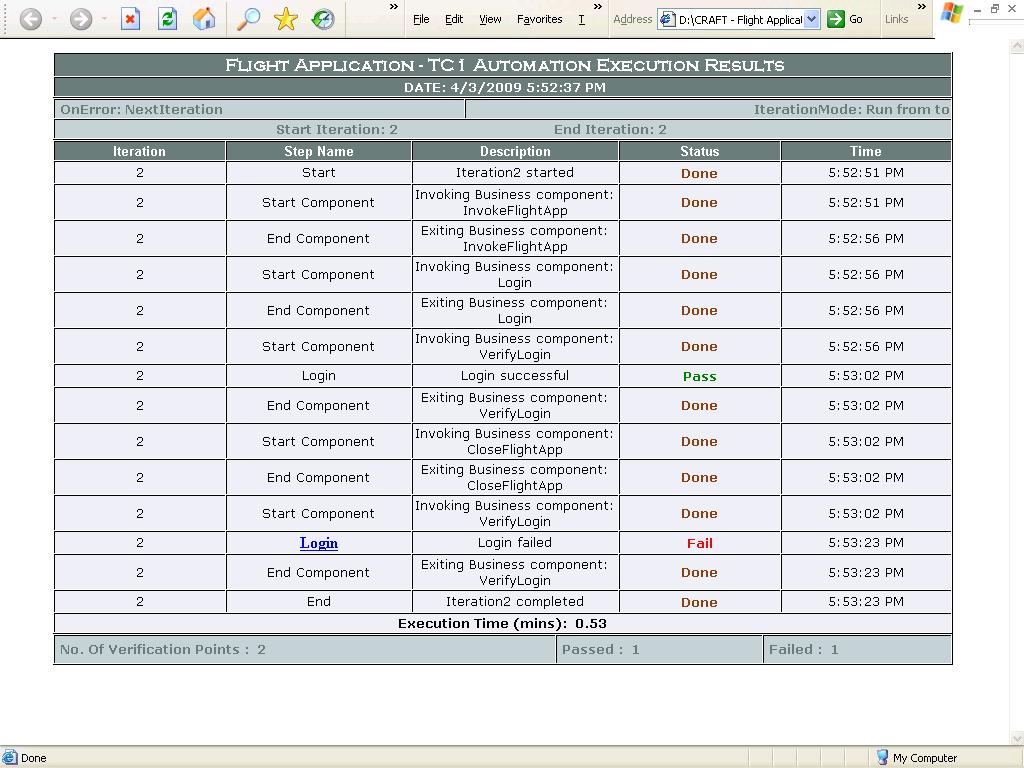 File Edit View Favorites T » Address D:\CRAFT - Flight Applicat Go Links »
FLIGHT APPLICATION - TC1 AUTOMATION EXECUTION RESULTS
DATE: 4/3/2009 5:52:37 PM
OnError: NextIteration IterationMode: Run from to
Start Iteration: 2 End Iteration: 2
Iteration Step Name Description Status Time
2 Start Iteration2 started Done 5:52:51 PM
2 Start Component Invoking Business component: InvokeFlightApp Done 5:52:51 PM
2 End Component Exiting Business component: InvokeFlightApp Done 5:52:56 PM
2 Start Component Invoking Business component: Login Done 5:52:56 PM
2 End Component Exiting Business component: Login Done 5:52:56 PM
2 Start Component Invoking Business component: VerifyLogin Done 5:52:56 PM
2 Login Login successful Pass 5:53:02 PM
2 End Component Exiting Business component: VerifyLogin Done 5:53:02 PM
2 Start Component Invoking Business component: CloseFlightApp Done 5:53:02 PM
2 End Component Exiting Business component: CloseFlightApp Done 5:53:02 PM
2 Start Component Invoking Business component: VerifyLogin Done 5:53:02 PM
2 Login Login failed Fail 5:53:23 PM
2 End Component Exiting Business component: VerifyLogin Done 5:53:23 PM
2 End Iteration2 completed Done 5:53:23 PM
Execution Time (mins): 0.53
No. Of Verification Points : 2 Passed : 1 Failed : 1
Done My Computer